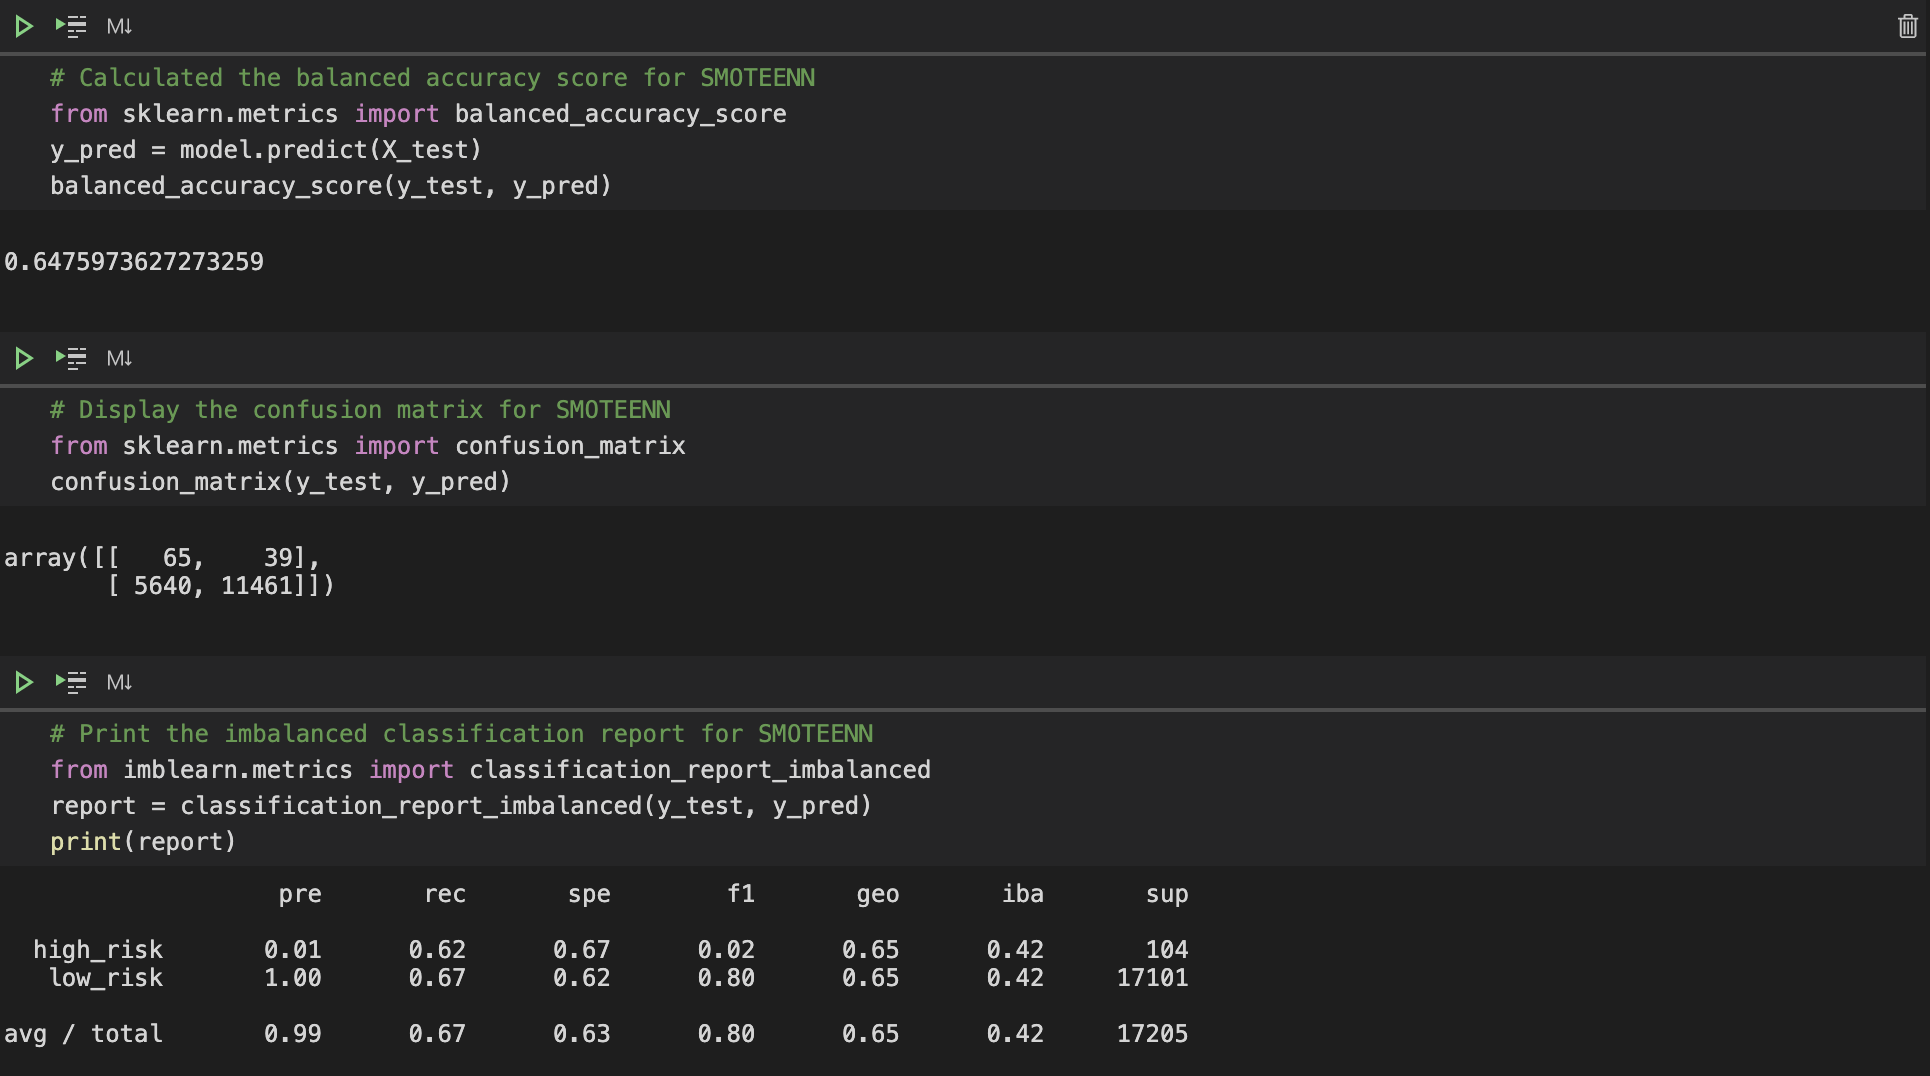 M↓
# Calculated the balanced accuracy score for SMOTEENN
from sklearn.metrics import balanced_accuracy_score
y_pred = model.predict(X_test)
balanced_accuracy_score(y_test, y_pred)
0.6475973627273259
M↓
# Display the confusion matrix for SMOTEENN
from sklearn.metrics import confusion_matrix
confusion_matrix(y_test, y_pred)
array([[   65,    39],
       [ 5640, 11461]])
M↓
# Print the imbalanced classification report for SMOTEENN
from imblearn.metrics import classification_report_imbalanced
report = classification_report_imbalanced(y_test, y_pred)
print(report)
                   pre       rec       spe        f1       geo       iba       sup
  high_risk       0.01      0.62      0.67      0.02      0.65      0.42       104
   low_risk       1.00      0.67      0.62      0.80      0.65      0.42     17101
avg / total       0.99      0.67      0.63      0.80      0.65      0.42     17205